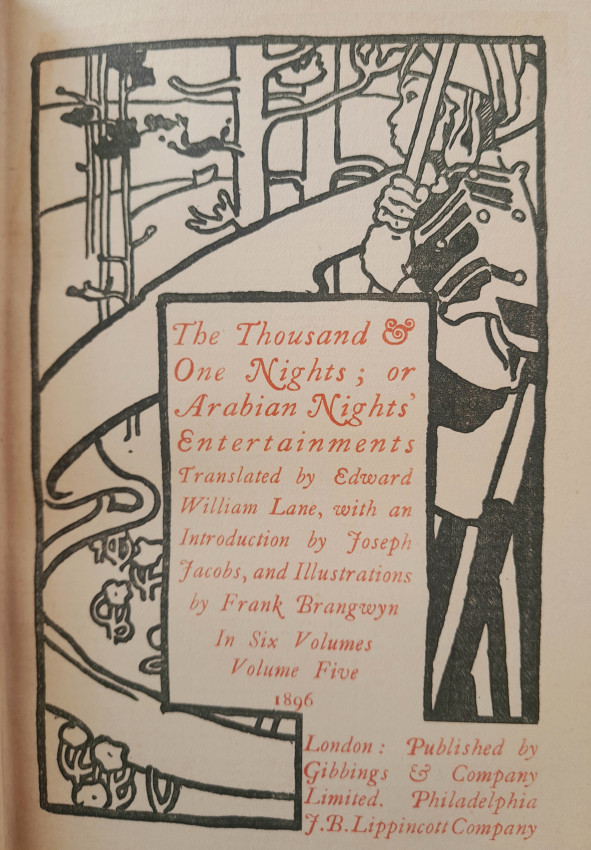 The Thousand &
One Nights; or
Arabian Nights'
Entertainments
Translated by Edward
William Lane, with an
Introduction by Joseph
Jacobs, and Illustrations
by Frank Brangwyn
In Six Volumes
Volume Five
1896
London: Published by
Gibbings & Company
Limited. Philadelphia
J.B. Lippincott Company